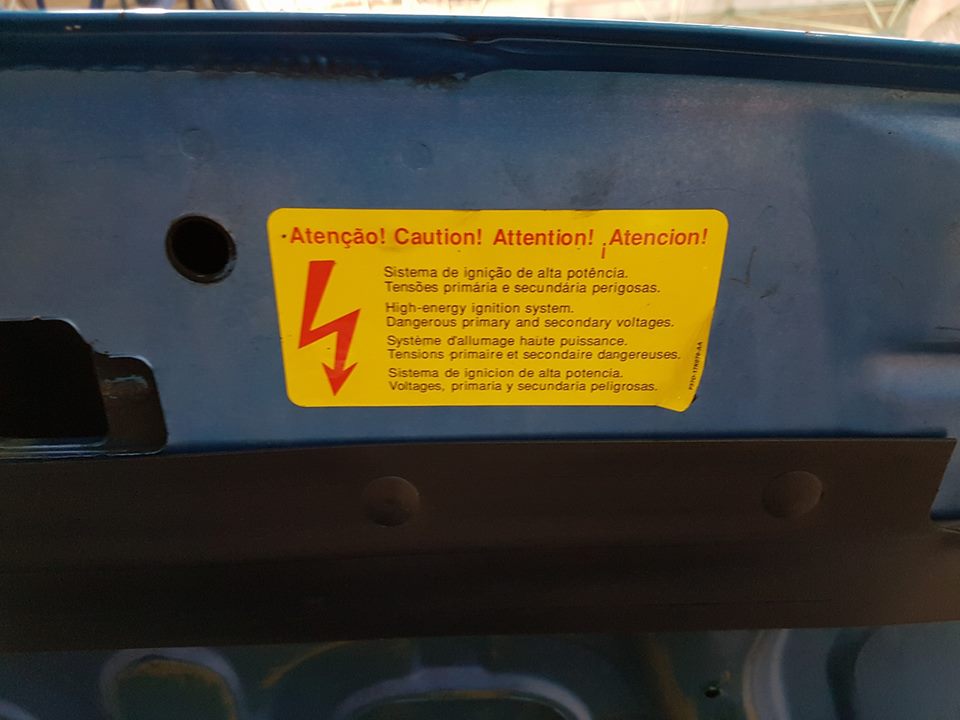 Atenção! Caution! Attention! ¡Atencion!
Sistema de ignição de alta potência.
Tensões primária e secundária perigosas.
High-energy ignition system.
Dangerous primary and secondary voltages.
Système d'allumage haute puissance.
Tensions primaire et secondaire dangereuses.
Sistema de ignicion de alta potencia.
Voltages, primaria y secundaria peligrosas.